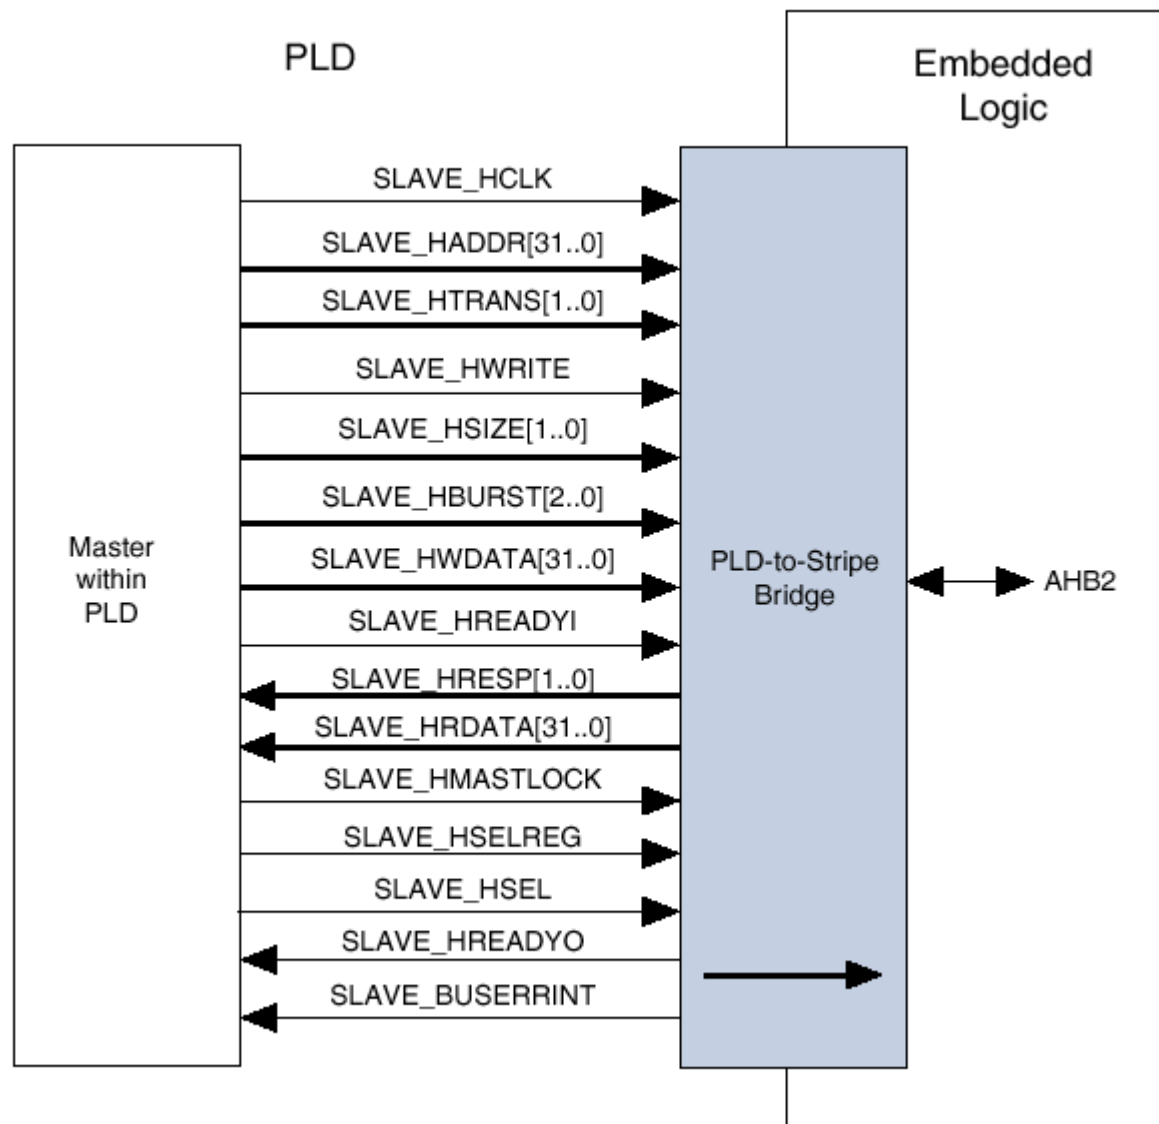 PLD
Embedded
Logic
SLAVE_HCLK
SLAVE_HADDR[31..0]
SLAVE_HTRANS[1..0]
SLAVE_HWRITE
SLAVE_HSIZE[1..0]
SLAVE_HBURST[2..0]
SLAVE_HWDATA[31..0]
SLAVE_HREADYI
SLAVE_HRESP[1..0]
SLAVE_HRDATA[31..0]
SLAVE_HMASTLOCK
SLAVE_HSELREG
SLAVE_HSEL
SLAVE_HREADYO
SLAVE_BUSERRINT
Master
within
PLD
PLD-to-Stripe
Bridge
AHB2